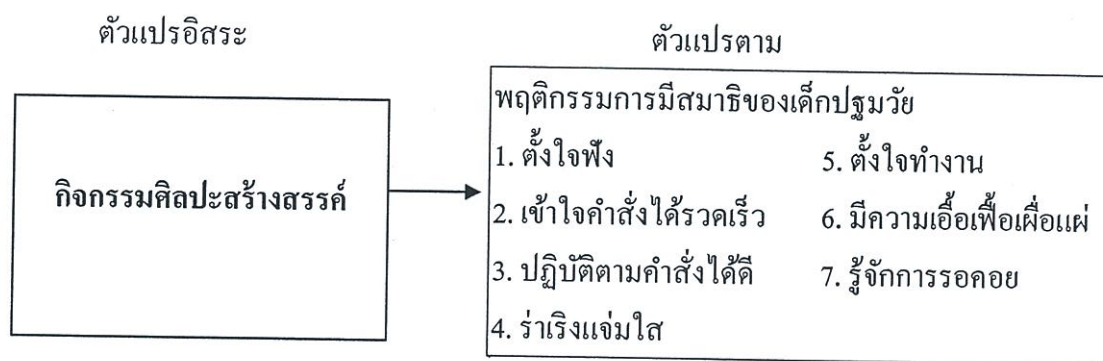 ตัวแปรอิสระ
ตัวแปรตาม
กิจกรรมศิลปะสร้างสรรค์
พฤติกรรมการมีสมาธิของเด็กปฐมวัย
1. ตั้งใจฟัง
2. เข้าใจคำสั่งได้รวดเร็ว
3. ปฏิบัติตามคำสั่งได้ดี
4. ร่าเริงแจ่มใส
5. ตั้งใจทำงาน
6. มีความเอื้อเฟื้อเผื่อแผ่
7. รู้จักการรอคอย